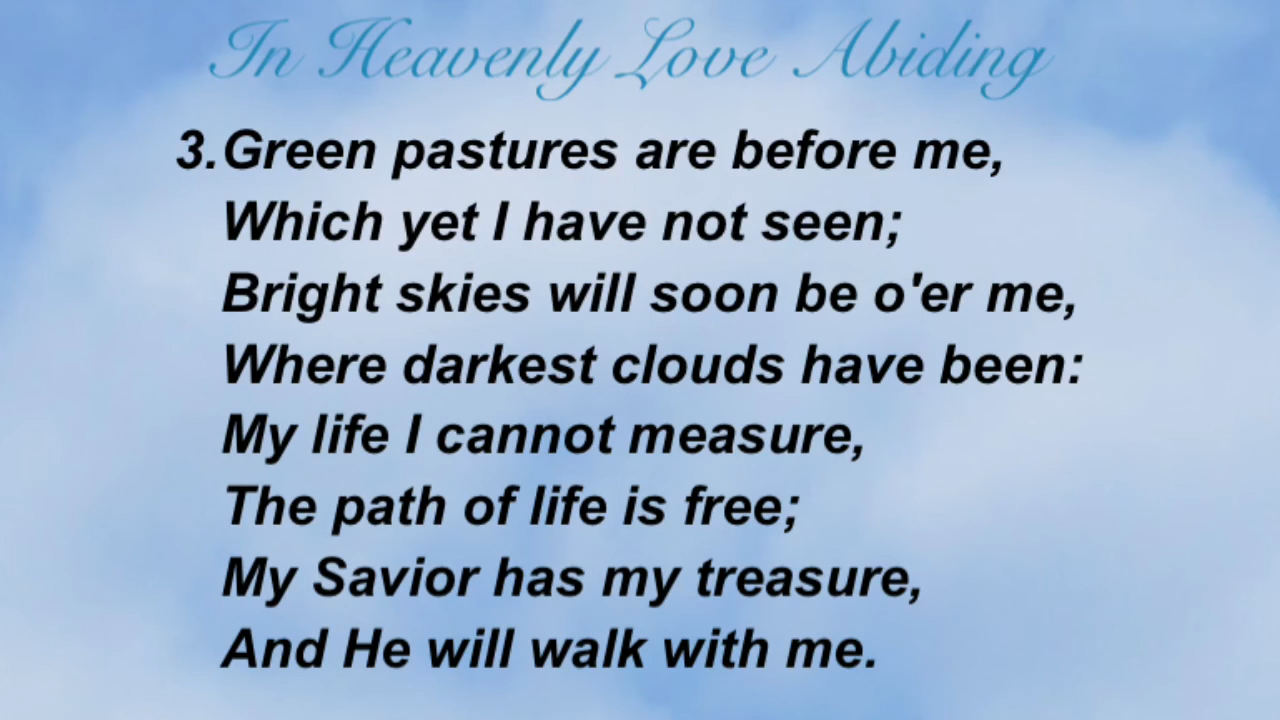 In Heavenly Love Abiding
3. Green pastures are before me,
Which yet I have not seen;
Bright skies will soon be o'er me,
Where darkest clouds have been:
My life I cannot measure,
The path of life is free;
My Savior has my treasure,
And He will walk with me.